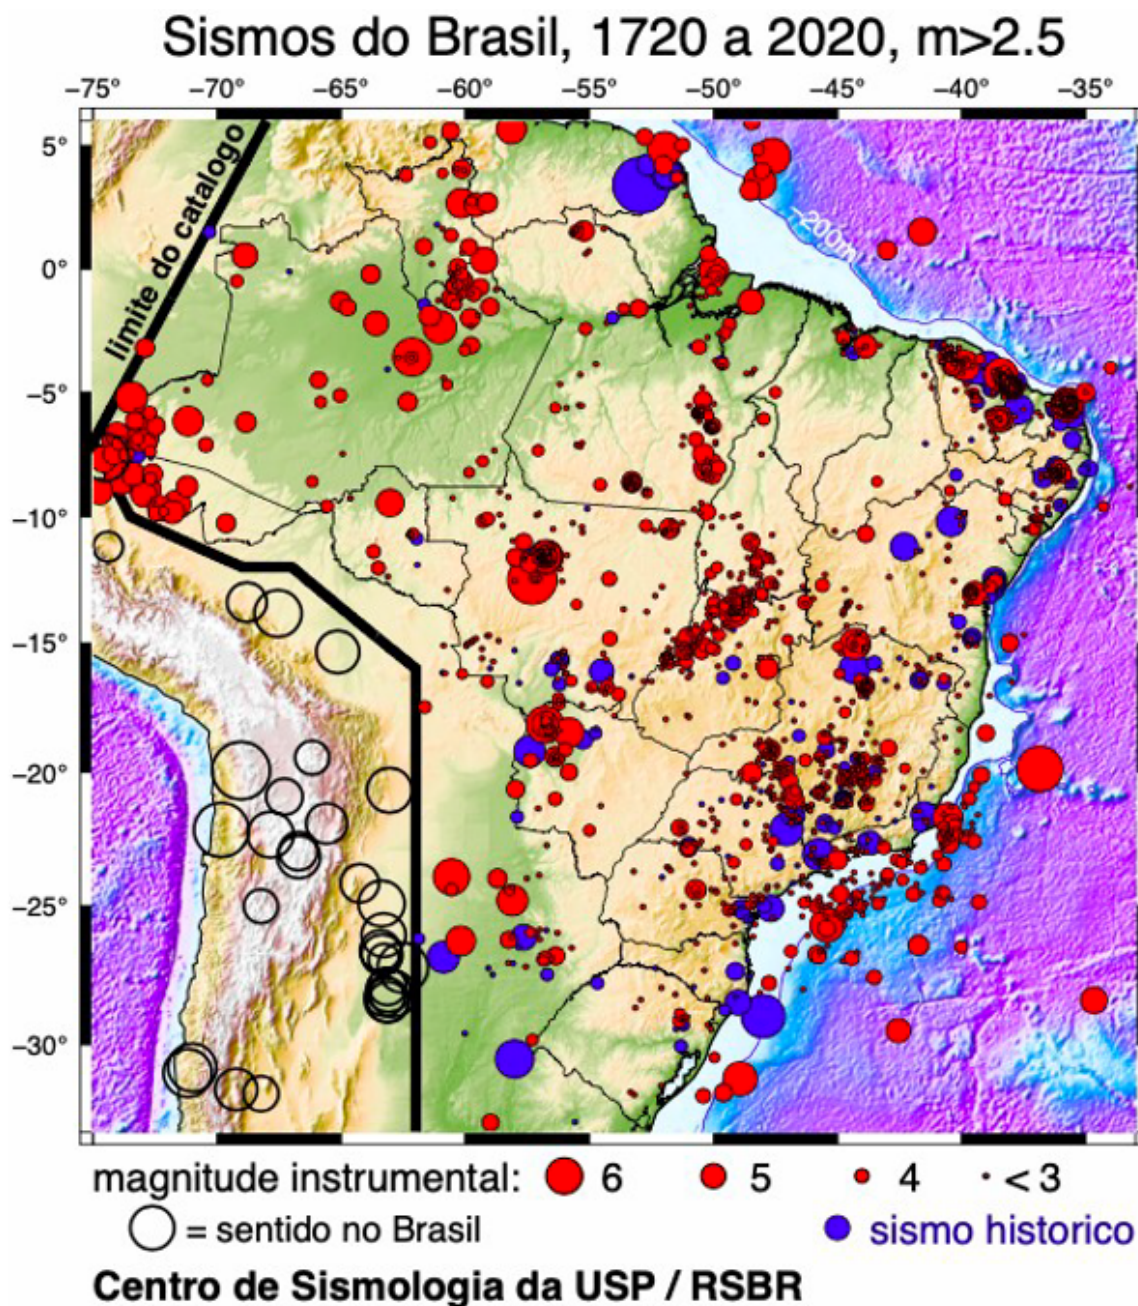 Sismos do Brasil, 1720 a 2020, m>2.5
−75° −70° −65° −60° −55° −50° −45° −40° −35°
limite do catalogo
−200m
5°
0°
−5°
−10°
−15°
−20°
−25°
−30°
magnitude instrumental: 6 5 4 < 3
= sentido no Brasil sismo historico
Centro de Sismologia da USP / RSBR